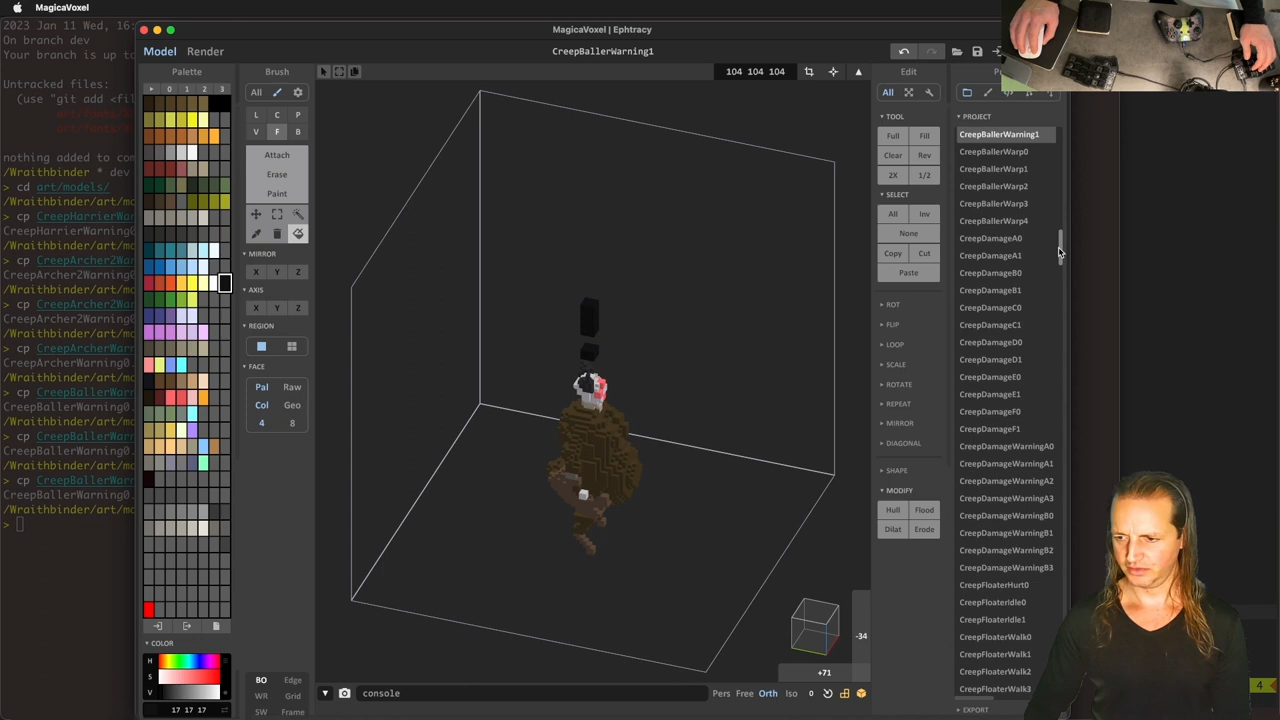 MagicaVoxel
MagicaVoxel | Ephtracy
2023 Jan 11 Wed, 16:
On branch dev
Your branch is up to
Untracked files:
(use "git add <fil
art/fonts/
nothing added to com
/Wraithbinder * dev
> cd art/models/
/Wraithbinder/art/mo
> cp CreepHarrierWar
CreepHarrierWarning0
/Wraithbinder/art/mo
> cp CreepArcher2War
CreepArcher2Warning0
/Wraithbinder/art/mo
> cp CreepArcher2War
CreepArcher2Warning0
/Wraithbinder/art/mo
> cp CreepArcherWarn
CreepArcherWarning0.
/Wraithbinder/art/mo
> cp CreepBallerWarn
CreepBallerWarning0.
/Wraithbinder/art/mo
> cp CreepBallerWarn
CreepBallerWarning0.
/Wraithbinder/art/mo
> cp CreepBallerWarn
CreepBallerWarning0.
/Wraithbinder/art/mo
>
Model Render
CreepBallerWarning1
Palette
0 1 2 3
COLOR
H
S
V
17 17 17
Brush
All
L C P
V F B
Attach
Erase
Paint
MIRROR
X Y Z
AXIS
X Y Z
REGION
FACE
Pal Raw
Col Geo
4 8
BO Edge
WR Grid
SW Frame
104 104 104
-34
+71
console
Pers Free Orth Iso 0
Edit
All
TOOL
Full Fill
Clear Rev
2X 1/2
SELECT
All Inv
None
Copy Cut
Paste
ROT
FLIP
LOOP
SCALE
ROTATE
REPEAT
MIRROR
DIAGONAL
SHAPE
MODIFY
Hull Flood
Dilat Erode
PROJECT
CreepBallerWarning1
CreepBallerWarp0
CreepBallerWarp1
CreepBallerWarp2
CreepBallerWarp3
CreepBallerWarp4
CreepDamageA0
CreepDamageA1
CreepDamageB0
CreepDamageB1
CreepDamageC0
CreepDamageC1
CreepDamageD0
CreepDamageD1
CreepDamageE0
CreepDamageE1
CreepDamageF0
CreepDamageF1
CreepDamageWarningA0
CreepDamageWarningA1
CreepDamageWarningA2
CreepDamageWarningA3
CreepDamageWarningB0
CreepDamageWarningB1
CreepDamageWarningB2
CreepDamageWarningB3
CreepFloaterHurt0
CreepFloaterIdle0
CreepFloaterIdle1
CreepFloaterWalk0
CreepFloaterWalk1
CreepFloaterWalk2
CreepFloaterWalk3
EXPORT
4